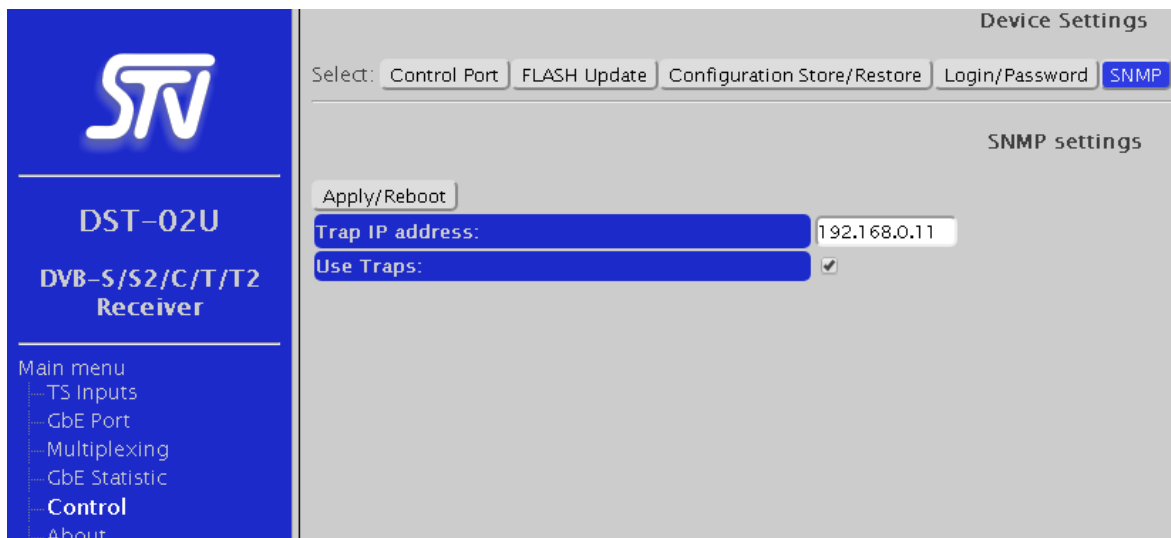 STV
DST-02U
DVB-S/S2/C/T/T2
Receiver
Main menu
TS Inputs
GbE Port
Multiplexing
GbE Statistic
Control
About
Device Settings
Select: Control Port FLASH Update Configuration Store/Restore Login/Password SNMP
SNMP settings
Apply/Reboot
Trap IP address: 192.168.0.11
Use Traps: